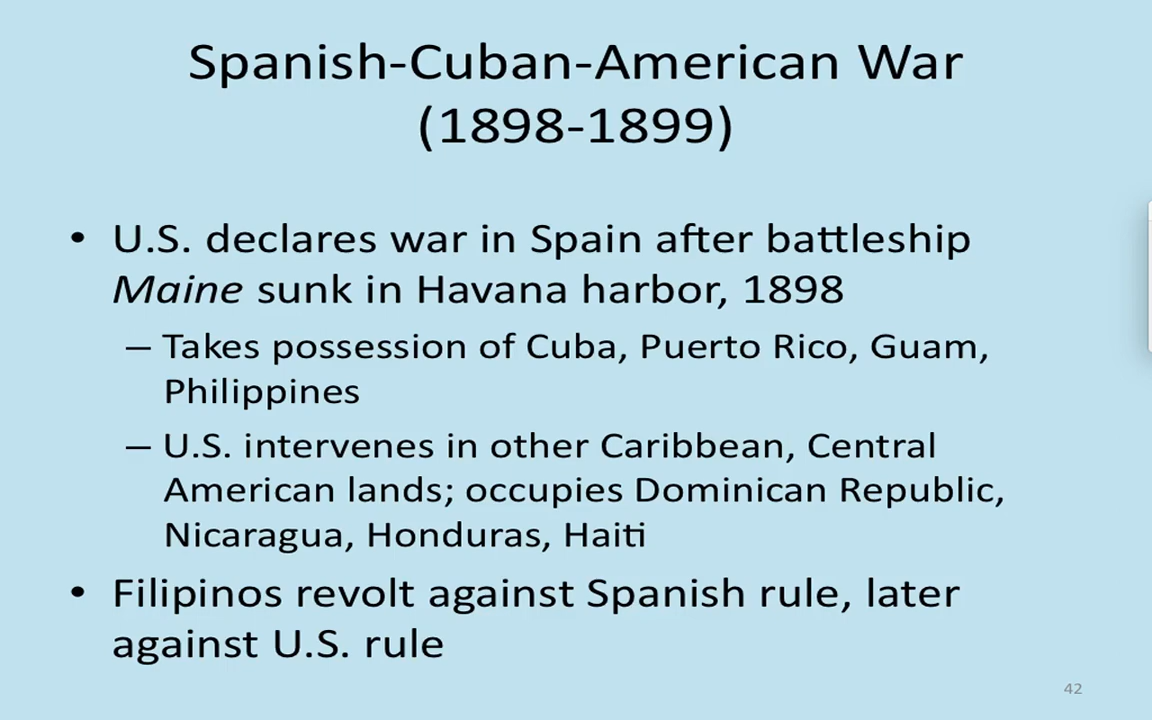 Spanish-Cuban-American War
(1898-1899)
• U.S. declares war in Spain after battleship
Maine sunk in Havana harbor, 1898
– Takes possession of Cuba, Puerto Rico, Guam,
Philippines
– U.S. intervenes in other Caribbean, Central
American lands; occupies Dominican Republic,
Nicaragua, Honduras, Haiti
• Filipinos revolt against Spanish rule, later
against U.S. rule
42